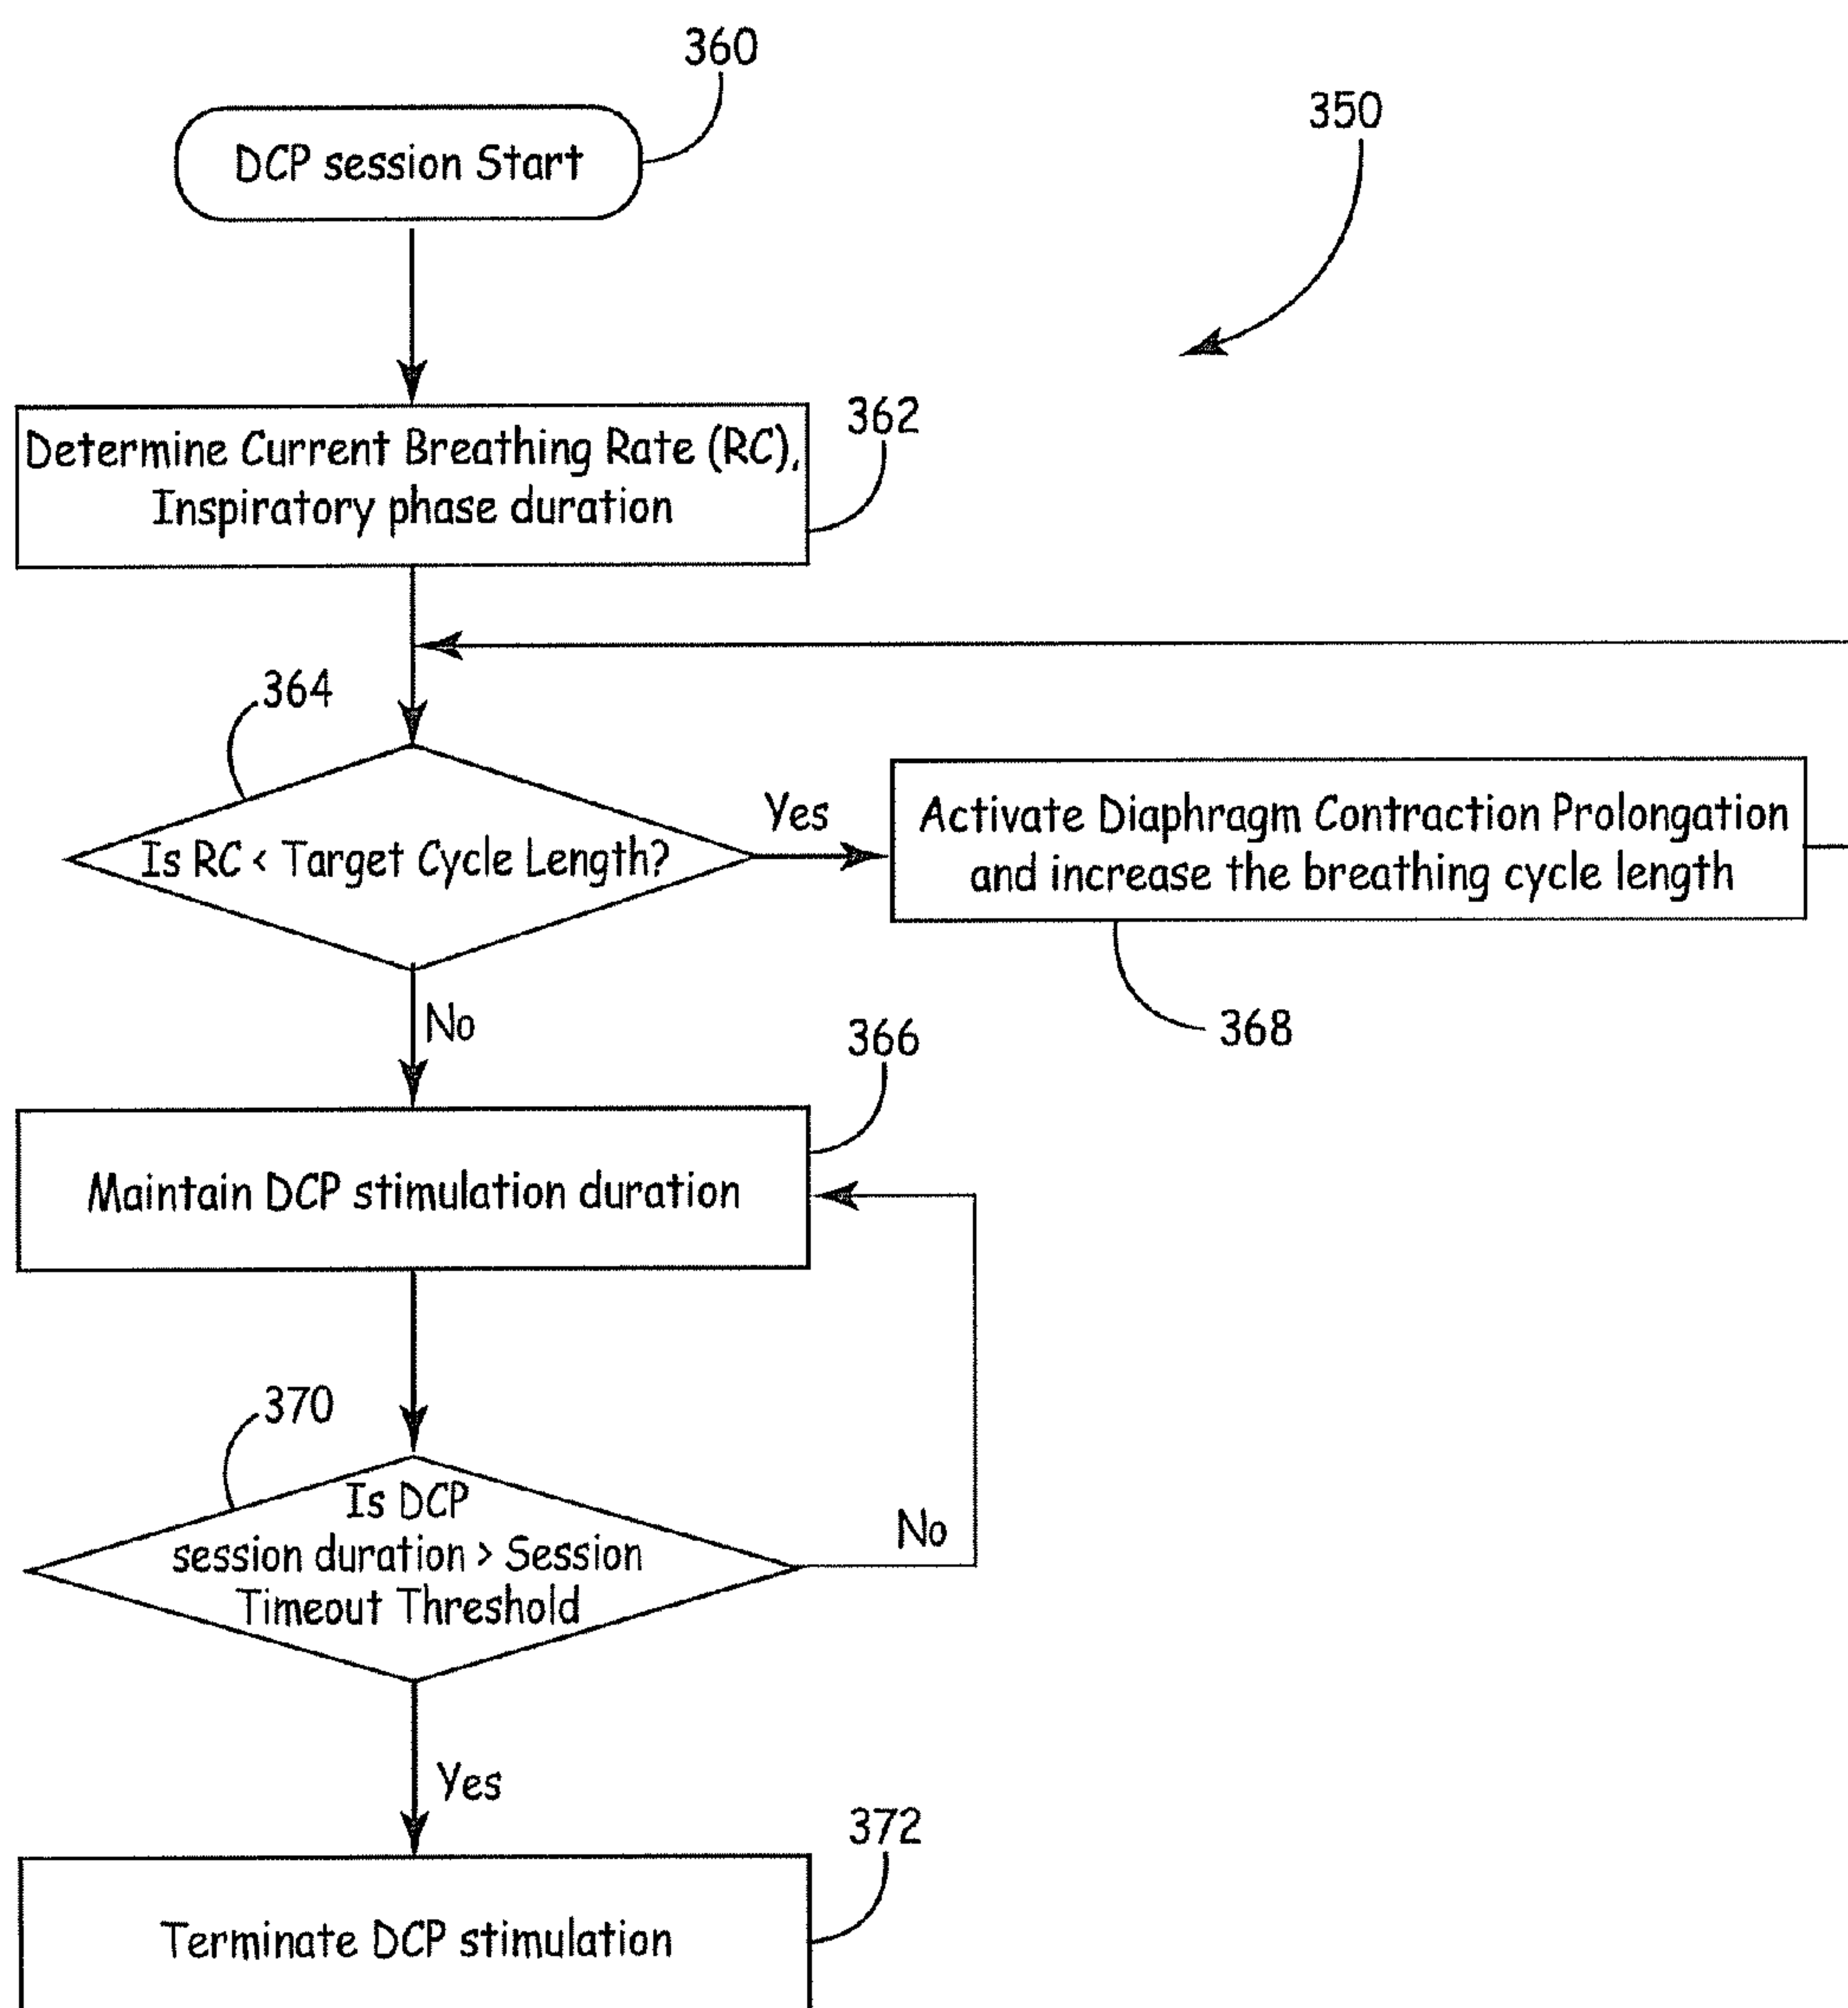 360
350
DCP session Start
362
Determine Current Breathing Rate (RC),
Inspiratory phase duration
364
Is RC < Target Cycle Length?
Yes
Activate Diaphragm Contraction Prolongation
and increase the breathing cycle length
368
No
366
Maintain DCP stimulation duration
370
Is DCP
session duration > Session
Timeout Threshold
No
Yes
372
Terminate DCP stimulation